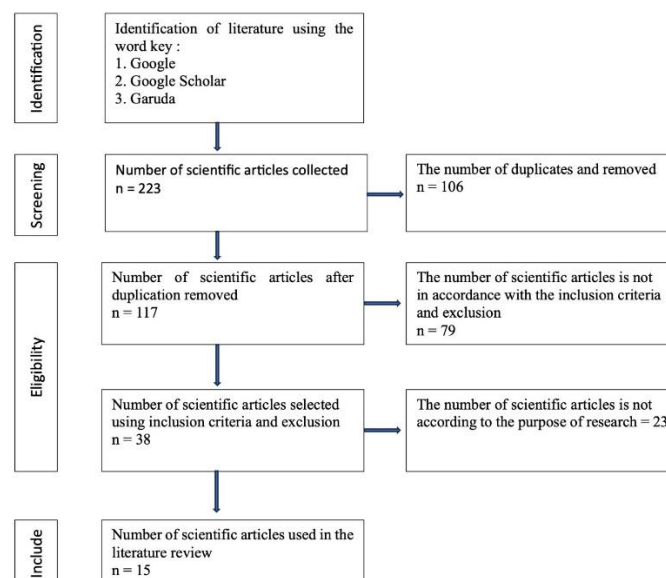 Identification
Identification of literature using the
word key :
1. Google
2. Google Scholar
3. Garuda
Screening
Number of scientific articles collected
n = 223
The number of duplicates and removed
n = 106
Eligibility
Number of scientific articles after
duplication removed
n = 117
The number of scientific articles is not
in accordance with the inclusion criteria
and exclusion
n = 79
Number of scientific articles selected
using inclusion criteria and exclusion
n = 38
The number of scientific articles is not
according to the purpose of research = 23
Include
Number of scientific articles used in the
literature review
n = 15